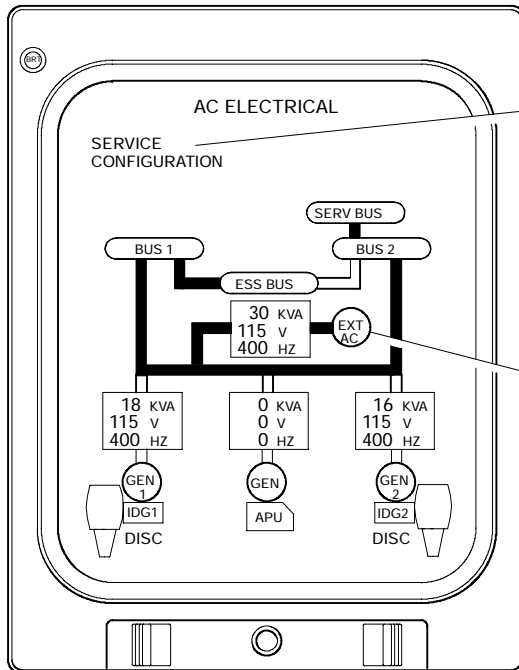 BRT
AC ELECTRICAL
SERVICE
CONFIGURATION
SERV BUS
BUS 1
BUS 2
ESS BUS
30 KVA
115 V
400 HZ
EXT
AC
18 KVA
115 V
400 HZ
0 KVA
0 V
0 HZ
16 KVA
115 V
400 HZ
GEN
1
GEN
GEN
2
IDG1
APU
IDG2
DISC
DISC